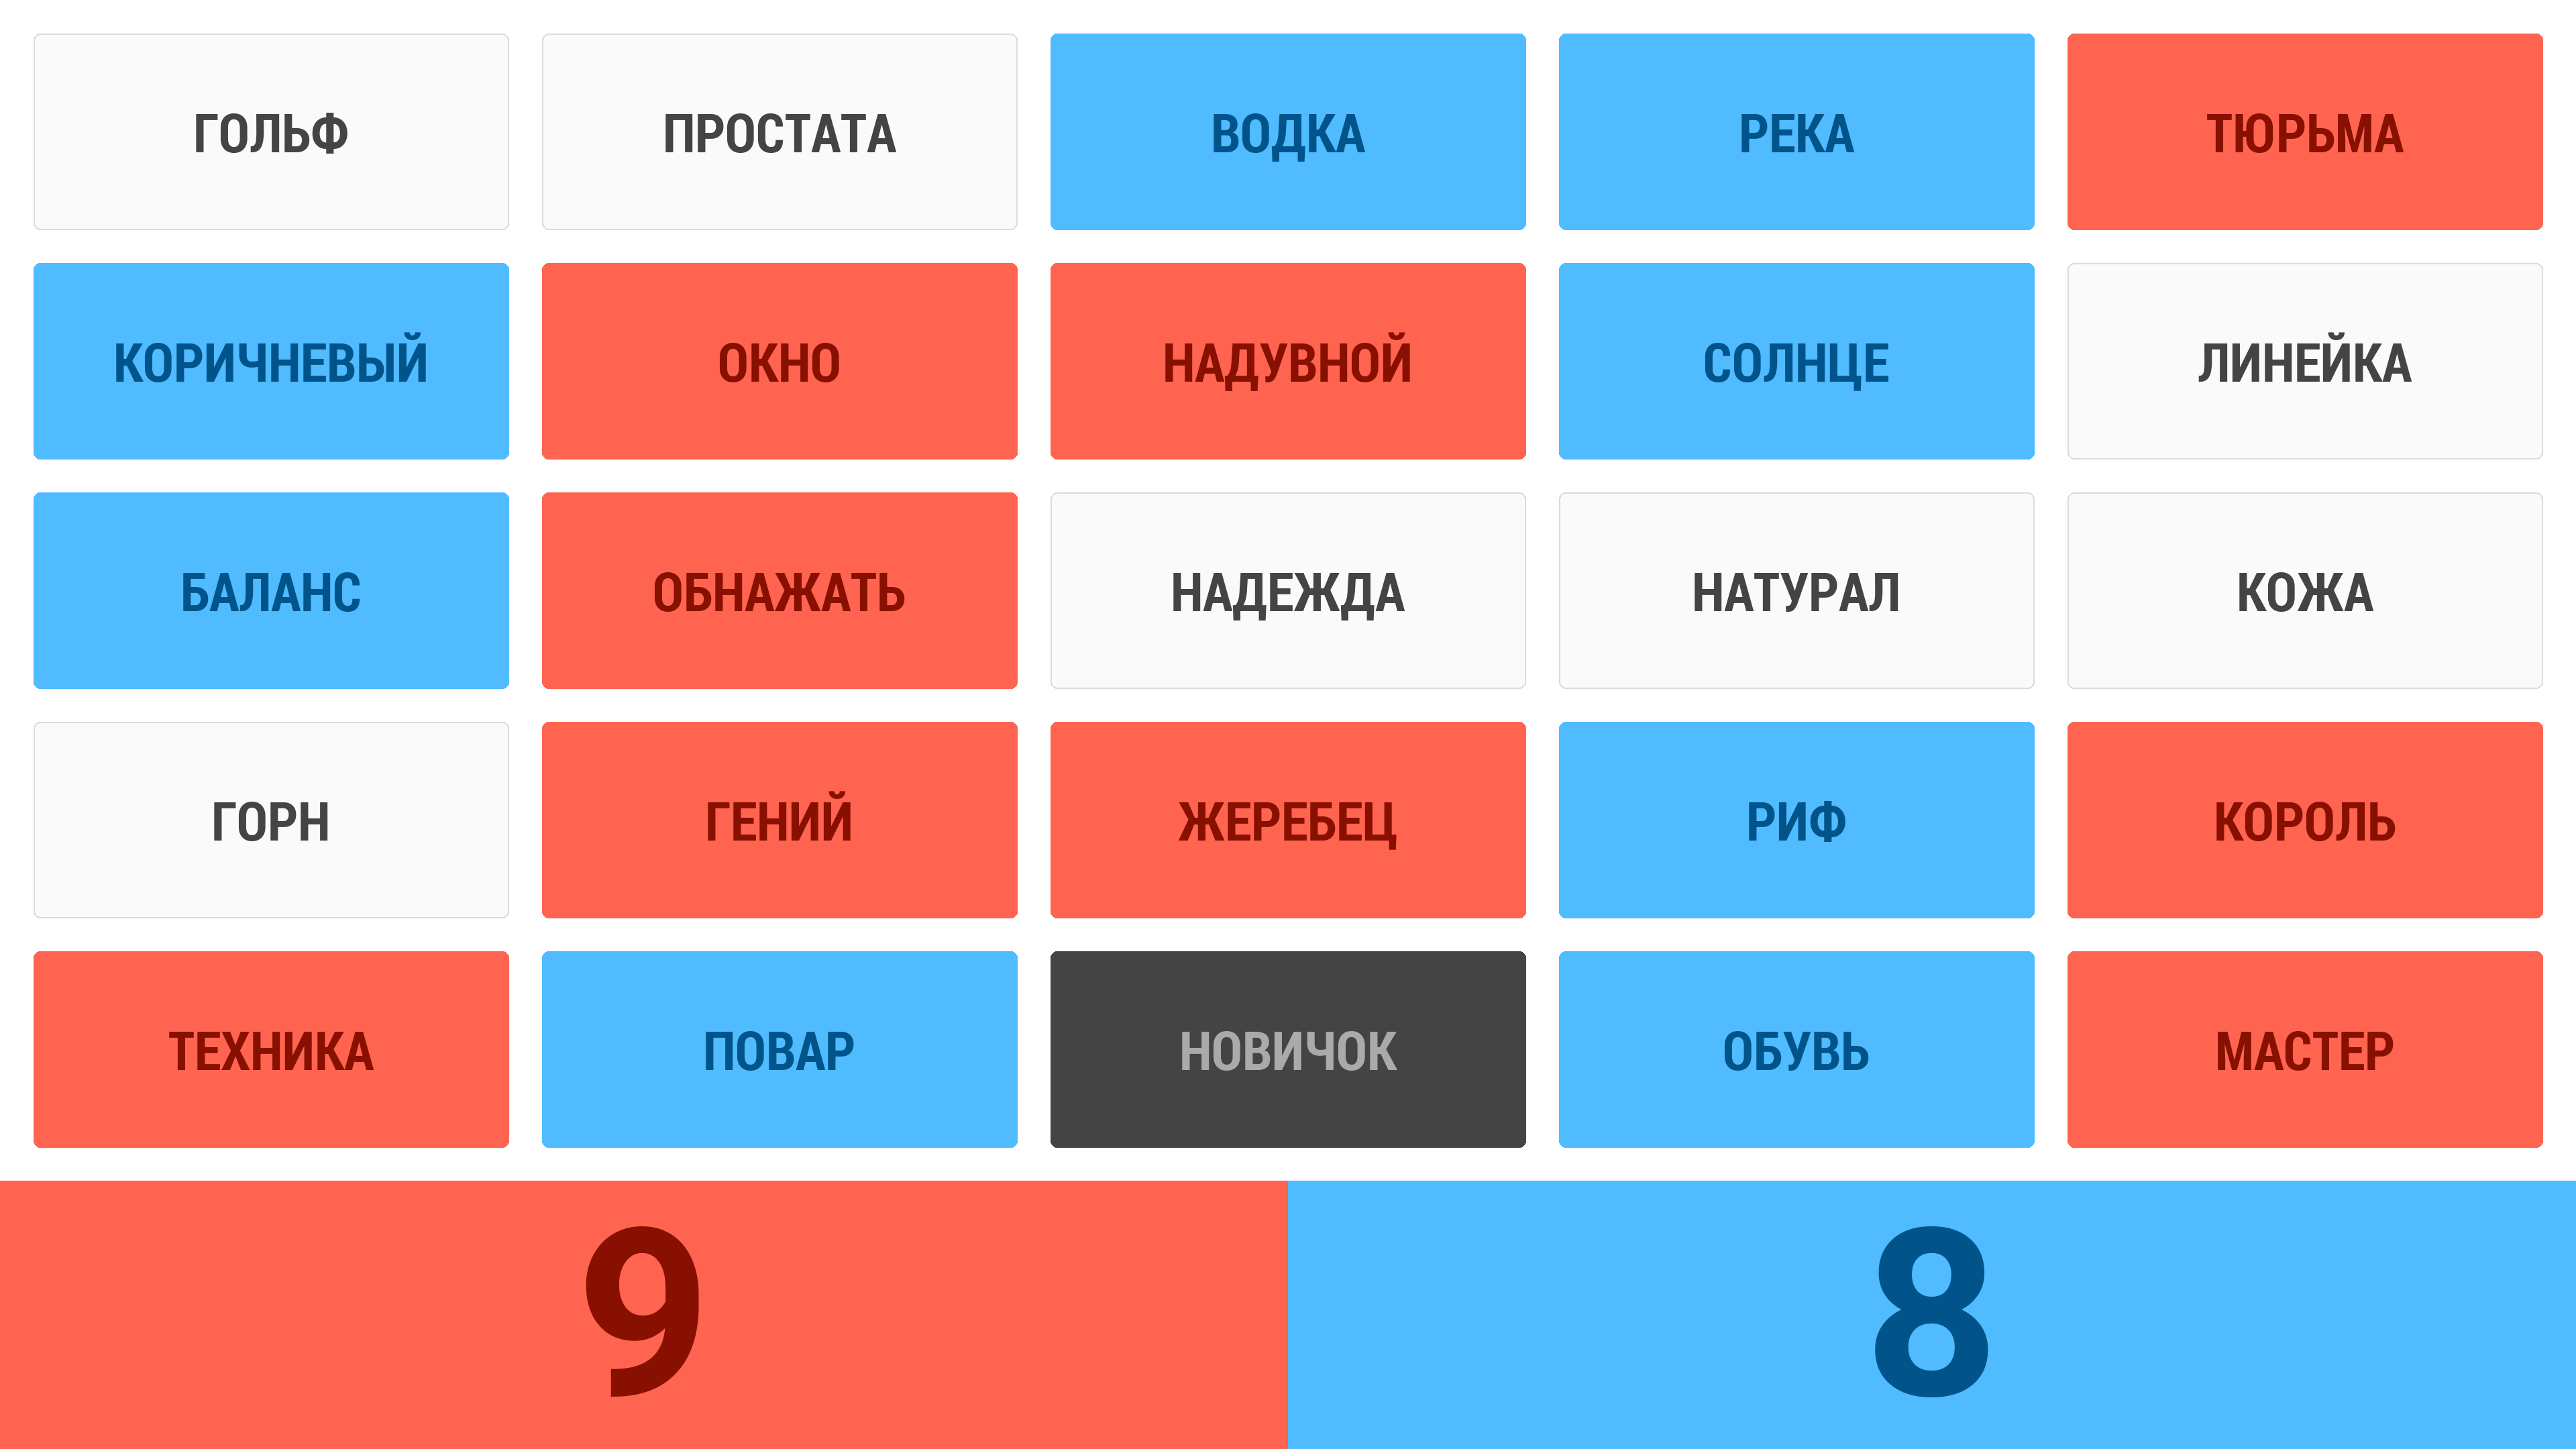 ГОЛЬФ
ПРОСТАТА
ВОДКА
РЕКА
ТЮРЬМА
КОРИЧНЕВЫЙ
ОКНО
НАДУВНОЙ
СОЛНЦЕ
ЛИНЕЙКА
БАЛАНС
ОБНАЖАТЬ
НАДЕЖДА
НАТУРАЛ
КОЖА
ГОРН
ГЕНИЙ
ЖЕРЕБЕЦ
РИФ
КОРОЛЬ
ТЕХНИКА
ПОВАР
НОВИЧОК
ОБУВЬ
МАСТЕР
9
8